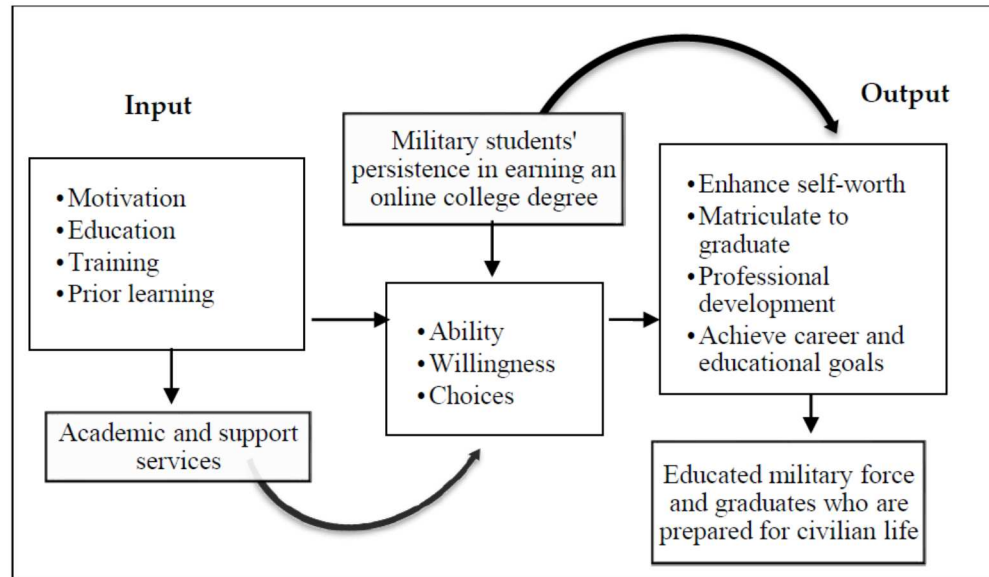 Input
•Motivation
•Education
•Training
•Prior learning
Academic and support
services
Military students'
persistence in earning an
online college degree
•Ability
•Willingness
•Choices
Output
•Enhance self-worth
•Matriculate to
graduate
•Professional
development
•Achieve career and
educational goals
Educated military force
and graduates who are
prepared for civilian life